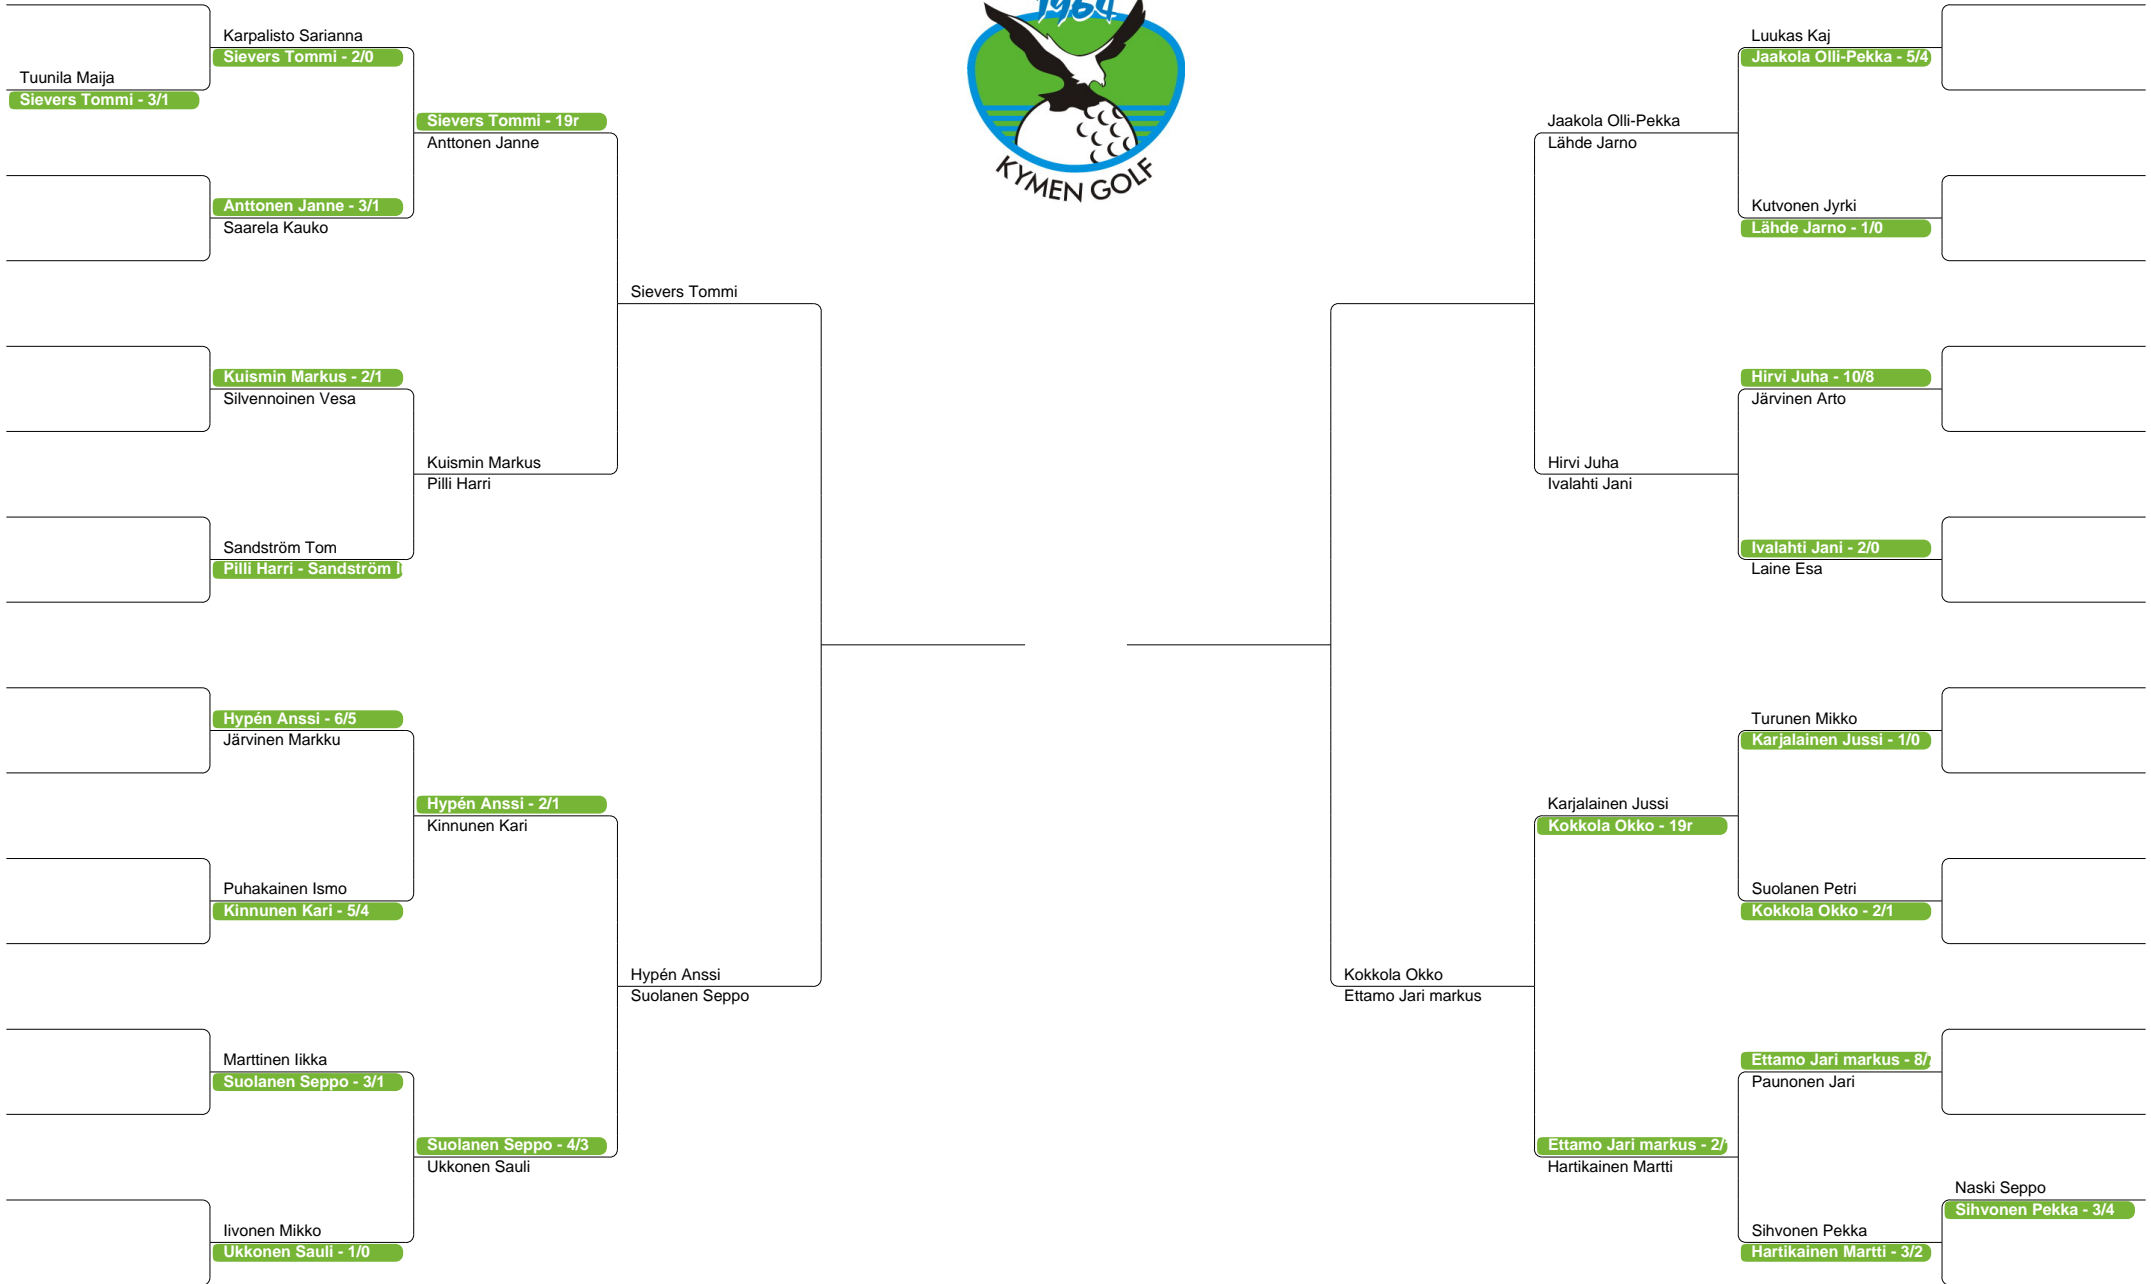 1964
KYMEN GOLF
Karpalisto Sarianna
Sievers Tommi - 2/0
Tuunila Maija
Sievers Tommi - 3/1
Sievers Tommi - 19r
Anttonen Janne
Anttonen Janne - 3/1
Saarela Kauko
Sievers Tommi
Kuismin Markus - 2/1
Silvennoinen Vesa
Kuismin Markus
Pilli Harri
Sandström Tom
Pilli Harri - Sandström l
Hypén Anssi - 6/5
Järvinen Markku
Hypén Anssi - 2/1
Kinnunen Kari
Puhakainen Ismo
Kinnunen Kari - 5/4
Hypén Anssi
Suolanen Seppo
Marttinen Iikka
Suolanen Seppo - 3/1
Suolanen Seppo - 4/3
Ukkonen Sauli
Iivonen Mikko
Ukkonen Sauli - 1/0
Luukas Kaj
Jaakola Olli-Pekka - 5/4
Jaakola Olli-Pekka
Lähde Jarno
Kutvonen Jyrki
Lähde Jarno - 1/0
Hirvi Juha - 10/8
Järvinen Arto
Hirvi Juha
Ivalahti Jani
Ivalahti Jani - 2/0
Laine Esa
Turunen Mikko
Karjalainen Jussi - 1/0
Karjalainen Jussi
Kokkola Okko - 19r
Suolanen Petri
Kokkola Okko - 2/1
Kokkola Okko
Ettamo Jari markus
Ettamo Jari markus - 8/
Paunonen Jari
Ettamo Jari markus - 2/
Hartikainen Martti
Naski Seppo
Sihvonen Pekka - 3/4
Sihvonen Pekka
Hartikainen Martti - 3/2